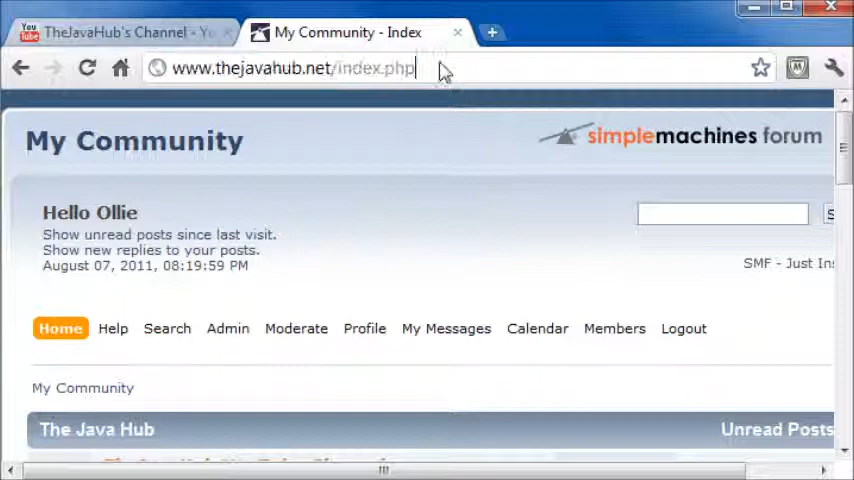 You Tube TheJavaHub's Channel - Yo
My Community - Index
www.thejavahub.net/index.php
My Community
simplemachines forum
Hello Ollie
Show unread posts since last visit.
Show new replies to your posts.
August 07, 2011, 08:19:59 PM
S
SMF - Just Ins
Home Help Search Admin Moderate Profile My Messages Calendar Members Logout
My Community
The Java Hub
Unread Posts